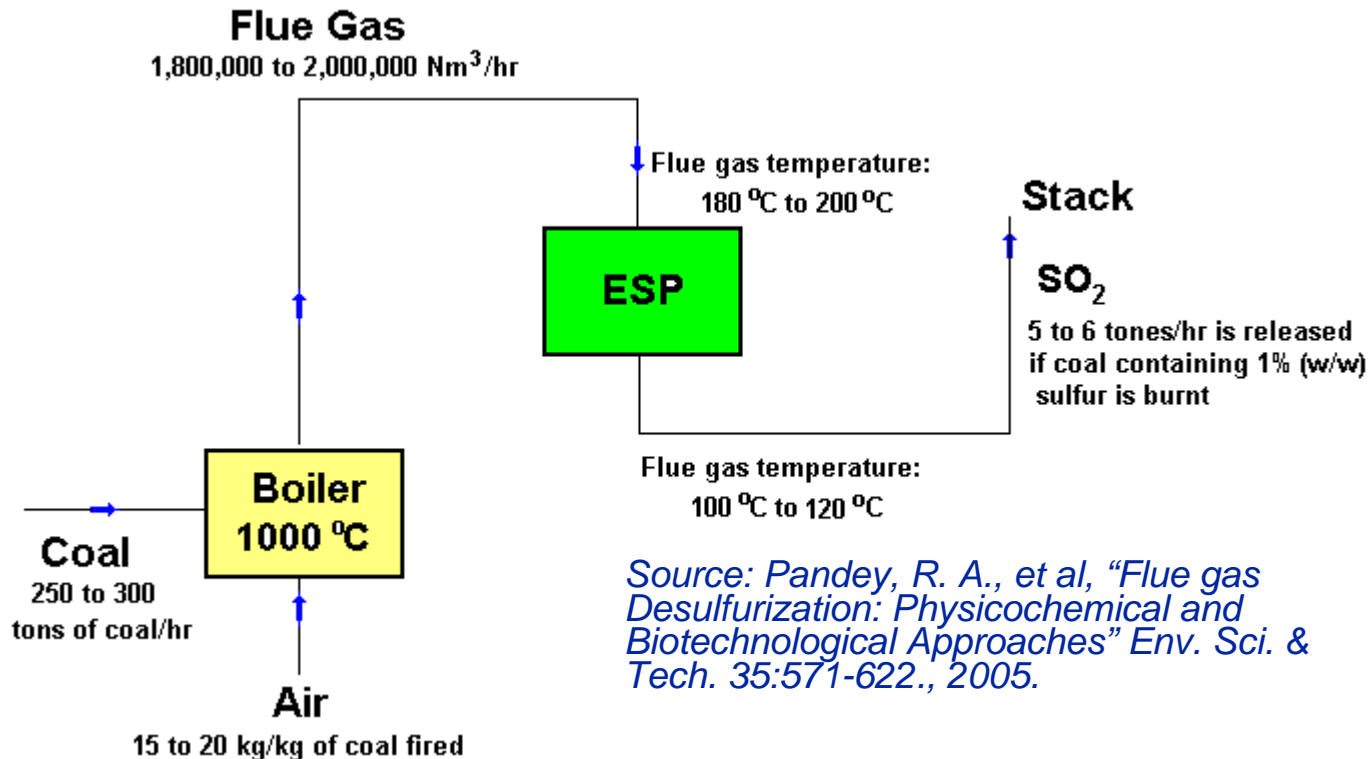 Flue Gas
1,800,000 to 2,000,000 Nm³/hr
Flue gas temperature:
180 ºC to 200 ºC
Stack
ESP
SO₂
5 to 6 tones/hr is released
if coal containing 1% (w/w)
sulfur is burnt
Flue gas temperature:
100 ºC to 120 ºC
Boiler
1000 ºC
Coal
250 to 300
tons of coal/hr
Air
15 to 20 kg/kg of coal fired
Source: Pandey, R. A., et al, “Flue gas
Desulfurization: Physicochemical and
Biotechnological Approaches” Env. Sci. &
Tech. 35:571-622., 2005.